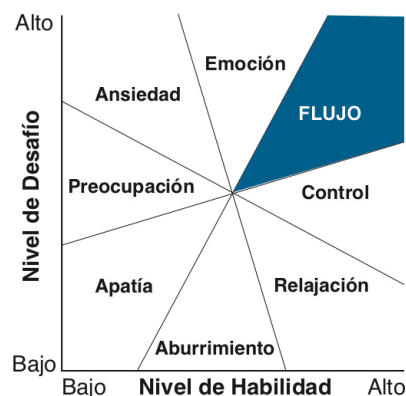 Alto
Emoción
Ansiedad
FLUJO
Nivel de Desafío
Preocupación
Control
Apatía
Relajación
Aburrimiento
Bajo
Bajo Nivel de Habilidad Alto